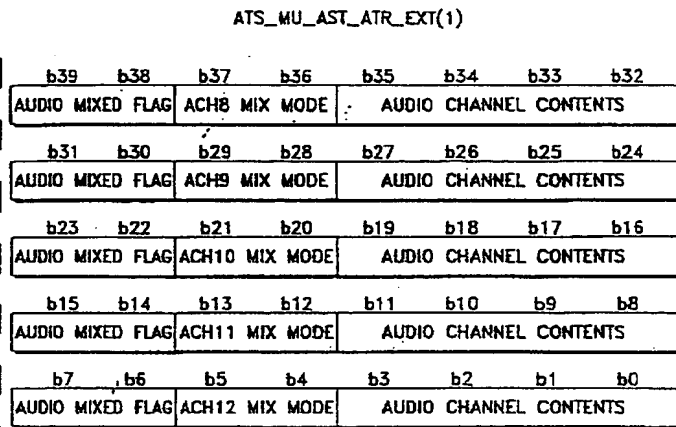 ATS_MU_AST_ATR_EXT(1)
b39 b38 b37 b36 b35 b34 b33 b32
AUDIO MIXED FLAG ACH8 MIX MODE AUDIO CHANNEL CONTENTS
b31 b30 b29 b28 b27 b26 b25 b24
AUDIO MIXED FLAG ACH9 MIX MODE AUDIO CHANNEL CONTENTS
b23 b22 b21 b20 b19 b18 b17 b16
AUDIO MIXED FLAG ACH10 MIX MODE AUDIO CHANNEL CONTENTS
b15 b14 b13 b12 b11 b10 b9 b8
AUDIO MIXED FLAG ACH11 MIX MODE AUDIO CHANNEL CONTENTS
b7 b6 b5 b4 b3 b2 b1 b0
AUDIO MIXED FLAG ACH12 MIX MODE AUDIO CHANNEL CONTENTS